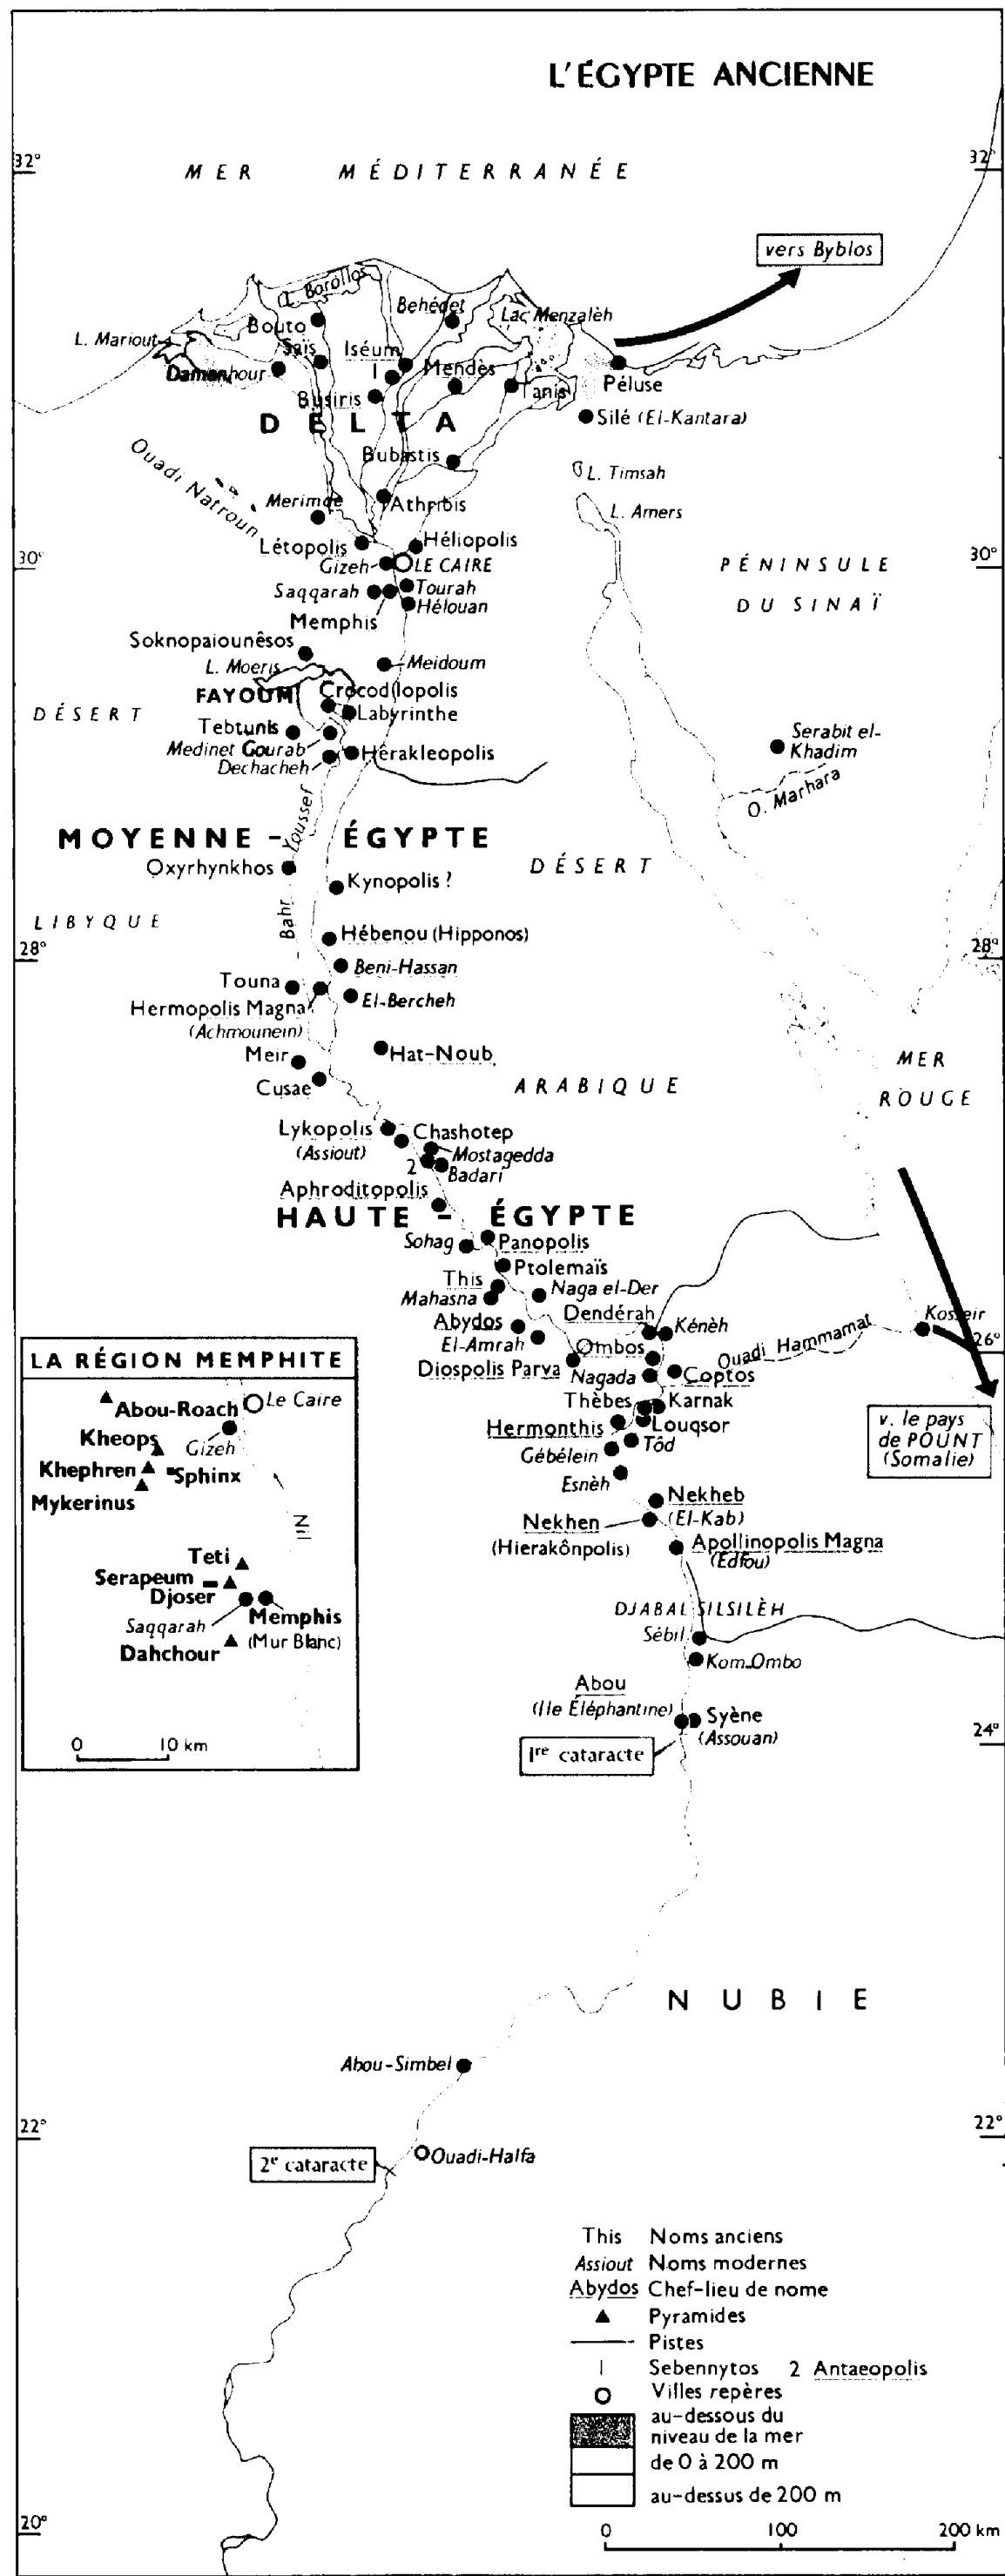 L'ÉGYPTE ANCIENNE
32°
32°
MER MÉDITERRANÉE
vers Byblos
L. Borollos
Behédet
Lac Menzalèh
L. Mariout
Bouto
Saïs
Iséum
Damanhour
I
Mendès
Péluse
Busiris
Tanis
DELTA
Silé (El-Kantara)
Bubastis
Ouadi Natroun
L. Timsah
Merimdé
Athribis
L. Amers
Létopolis
Héliopolis
30°
Gizeh
LE CAIRE
PÉNINSULE
30°
Saqqarah
Tourah
DU SINAÏ
Hélouan
Memphis
Soknopaiounêsos
L. Moeris
Meidoum
FAYOUM
Crocodilopolis
DÉSERT
Labyrinthe
Tebtunis
Serabit el-
Khadim
Medinet Gourab
Dechacheh
Hêrakleopolis
O. Marhara
Bahr Youssef
MOYENNE - ÉGYPTE
Oxyrhynkhos
DÉSERT
Kynopolis ?
LIBYQUE
Hébenou (Hipponos)
28°
28°
Beni-Hassan
Touna
El-Bercheh
Hermopolis Magna
(Achmounein)
Hat-Noub
Meir
MER
Cusae
ARABIQUE
ROUGE
Lykopolis
Chashotep
(Assiout)
Mostagedda
2
Badari
Aphroditopolis
HAUTE - ÉGYPTE
Sohag
Panopolis
Ptolemaïs
This
Naga el-Der
Mahasna
Dendérah
Abydos
Kénèh
Kosseir
El-Amrah
Ombos
Ouadi Hammamat
26°
Diospolis Parva
Nagada
Coptos
Thèbes
Karnak
Hermonthis
Louqsor
Gébélein
Tôd
v. le pays
de POUNT
(Somalie)
Esnèh
Nekheb
(El-Kab)
Nekhen
(Hierakônpolis)
Apollinopolis Magna
(Edfou)
DJABAL SILSILÈH
Sébil
Kom Ombo
Abou
(Ile Éléphantine)
Syène
(Assouan)
24°
1re cataracte
LA RÉGION MEMPHITE
Abou-Roach
Le Caire
Kheops
Gizeh
Khephren
Sphinx
Mykerinus
Nil
Teti
Serapeum
Djoser
Saqqarah
Memphis
(Mur Blanc)
Dahchour
0 10 km
NUBIE
Abou-Simbel
22°
22°
Ouadi-Halfa
2e cataracte
This Noms anciens
Assiout Noms modernes
Abydos Chef-lieu de nome
Pyramides
Pistes
I Sebennytos 2 Antaeopolis
Villes repères
au-dessous du
niveau de la mer
de 0 à 200 m
au-dessus de 200 m
20°
0 100 200 km